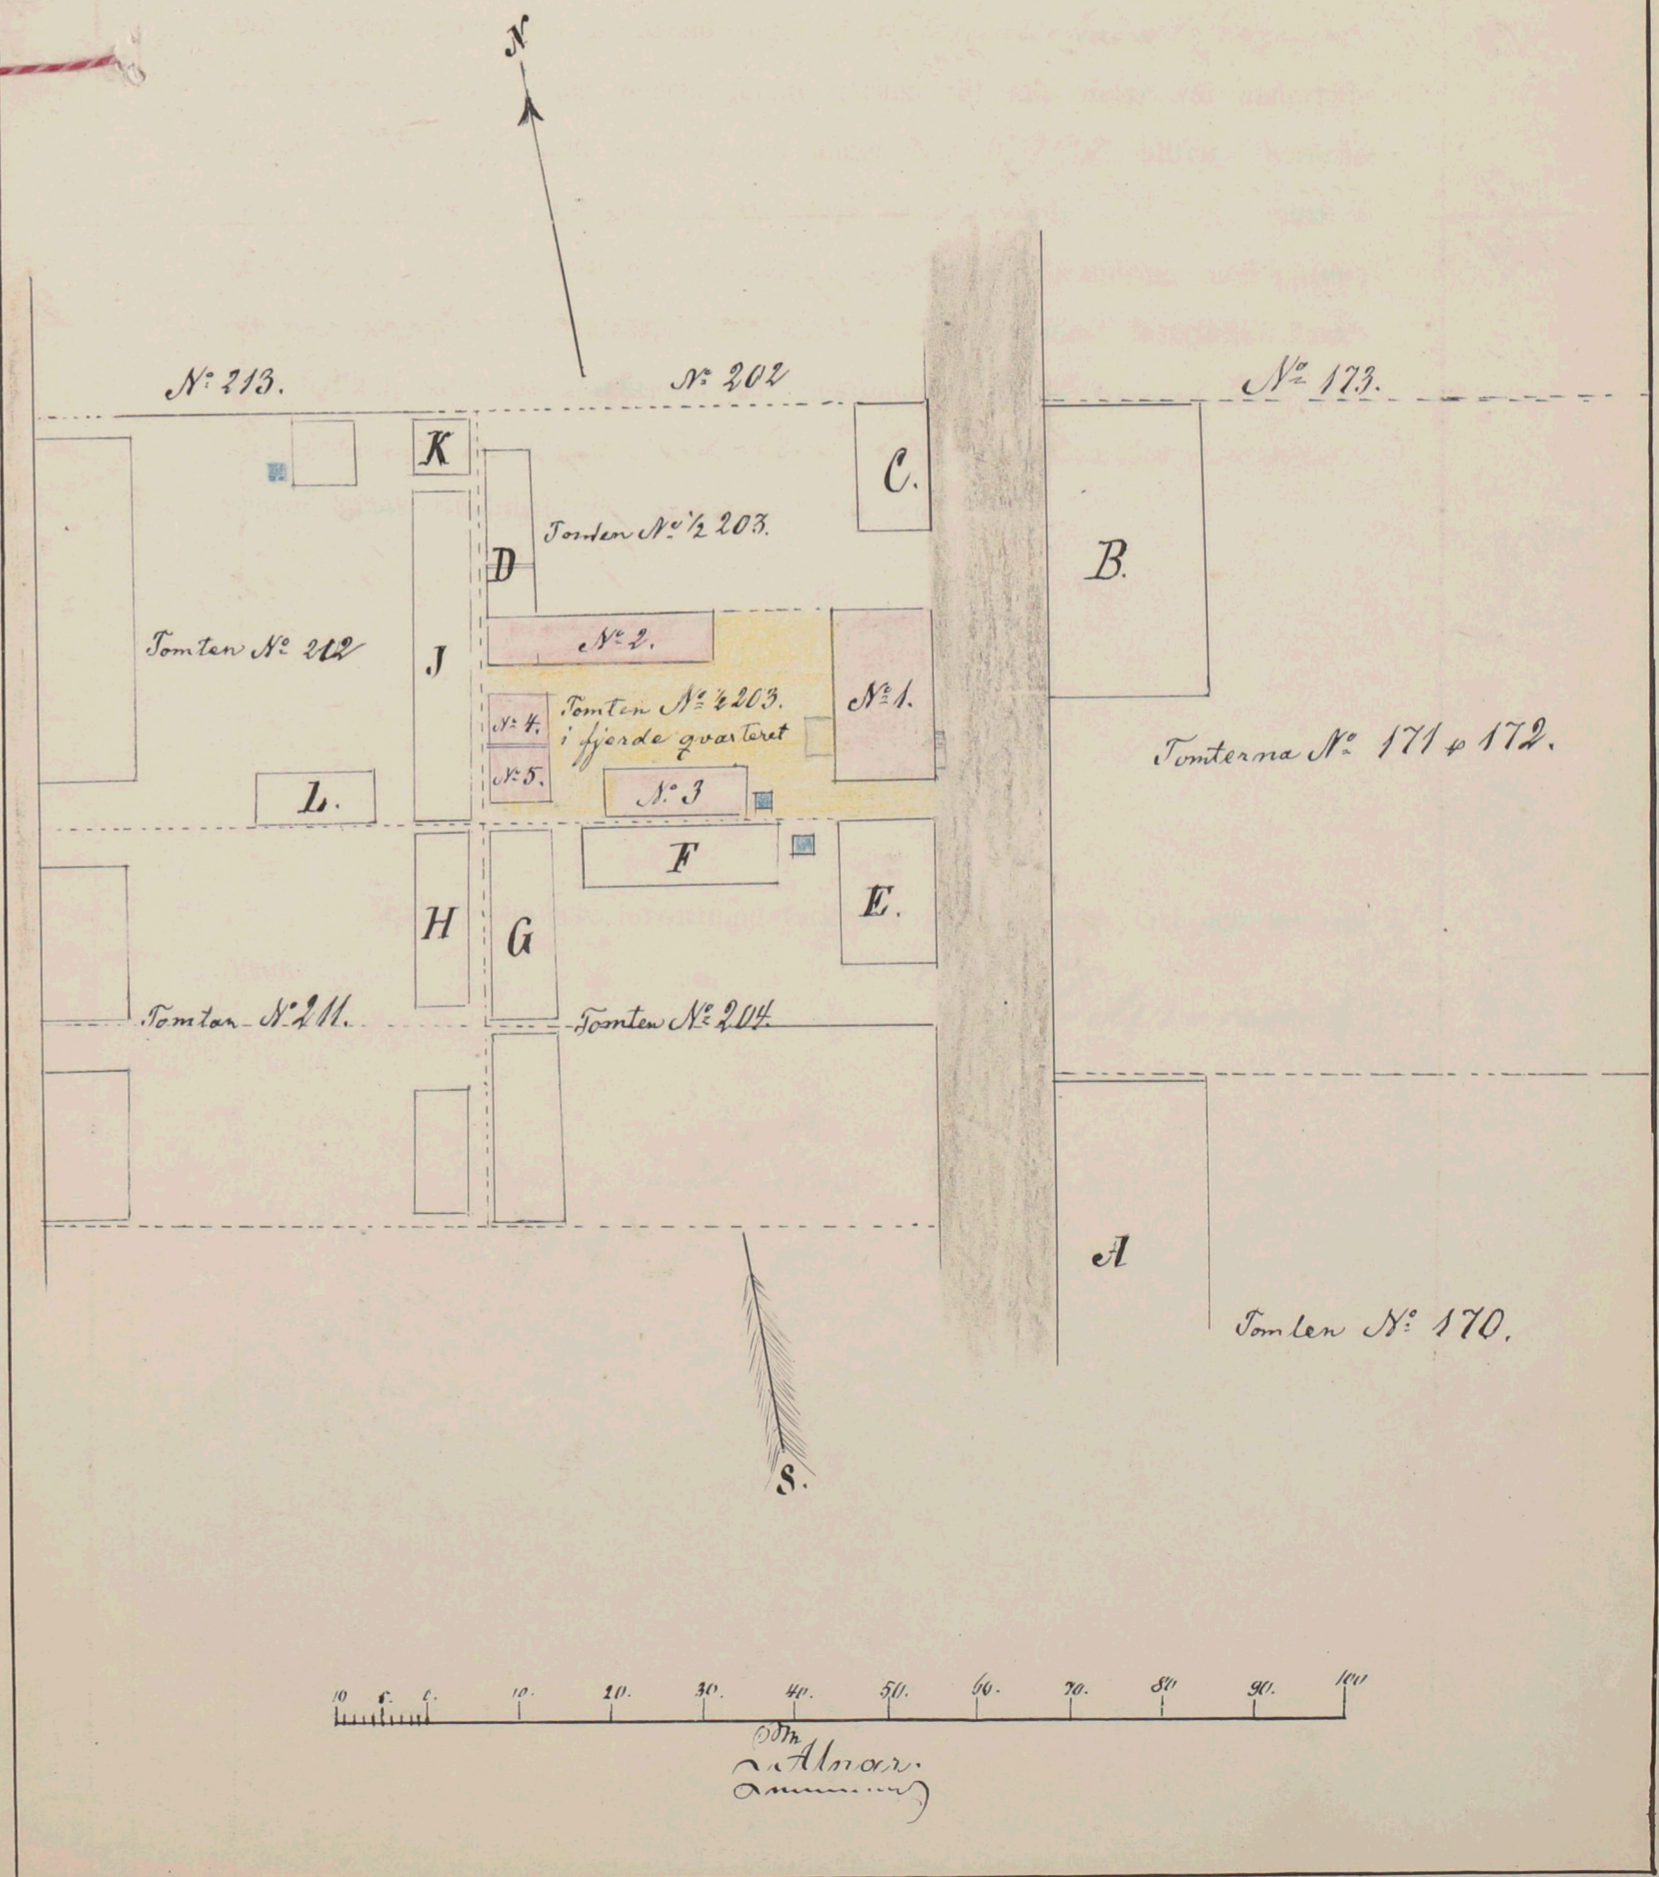 N
N:o 213.
N:o 202
N:o 173.
K
C.
D
Tomten N:o 1/2 203.
B.
N:o 2.
Tomten N:o 212
J
N:o 4.
Tomten N:o 1/2 203.
i fjerde qvarteret
N:o 1.
Tomterna N:o 171 & 172.
N:o 5.
N:o 3
L.
F
E.
H
G
Tomten N:o 211.
Tomten N:o 204.
A
Tomten N:o 170.
S.
10 5. 0. 10. 20. 30. 40. 50. 60. 70. 80 90. 100
Alnar.